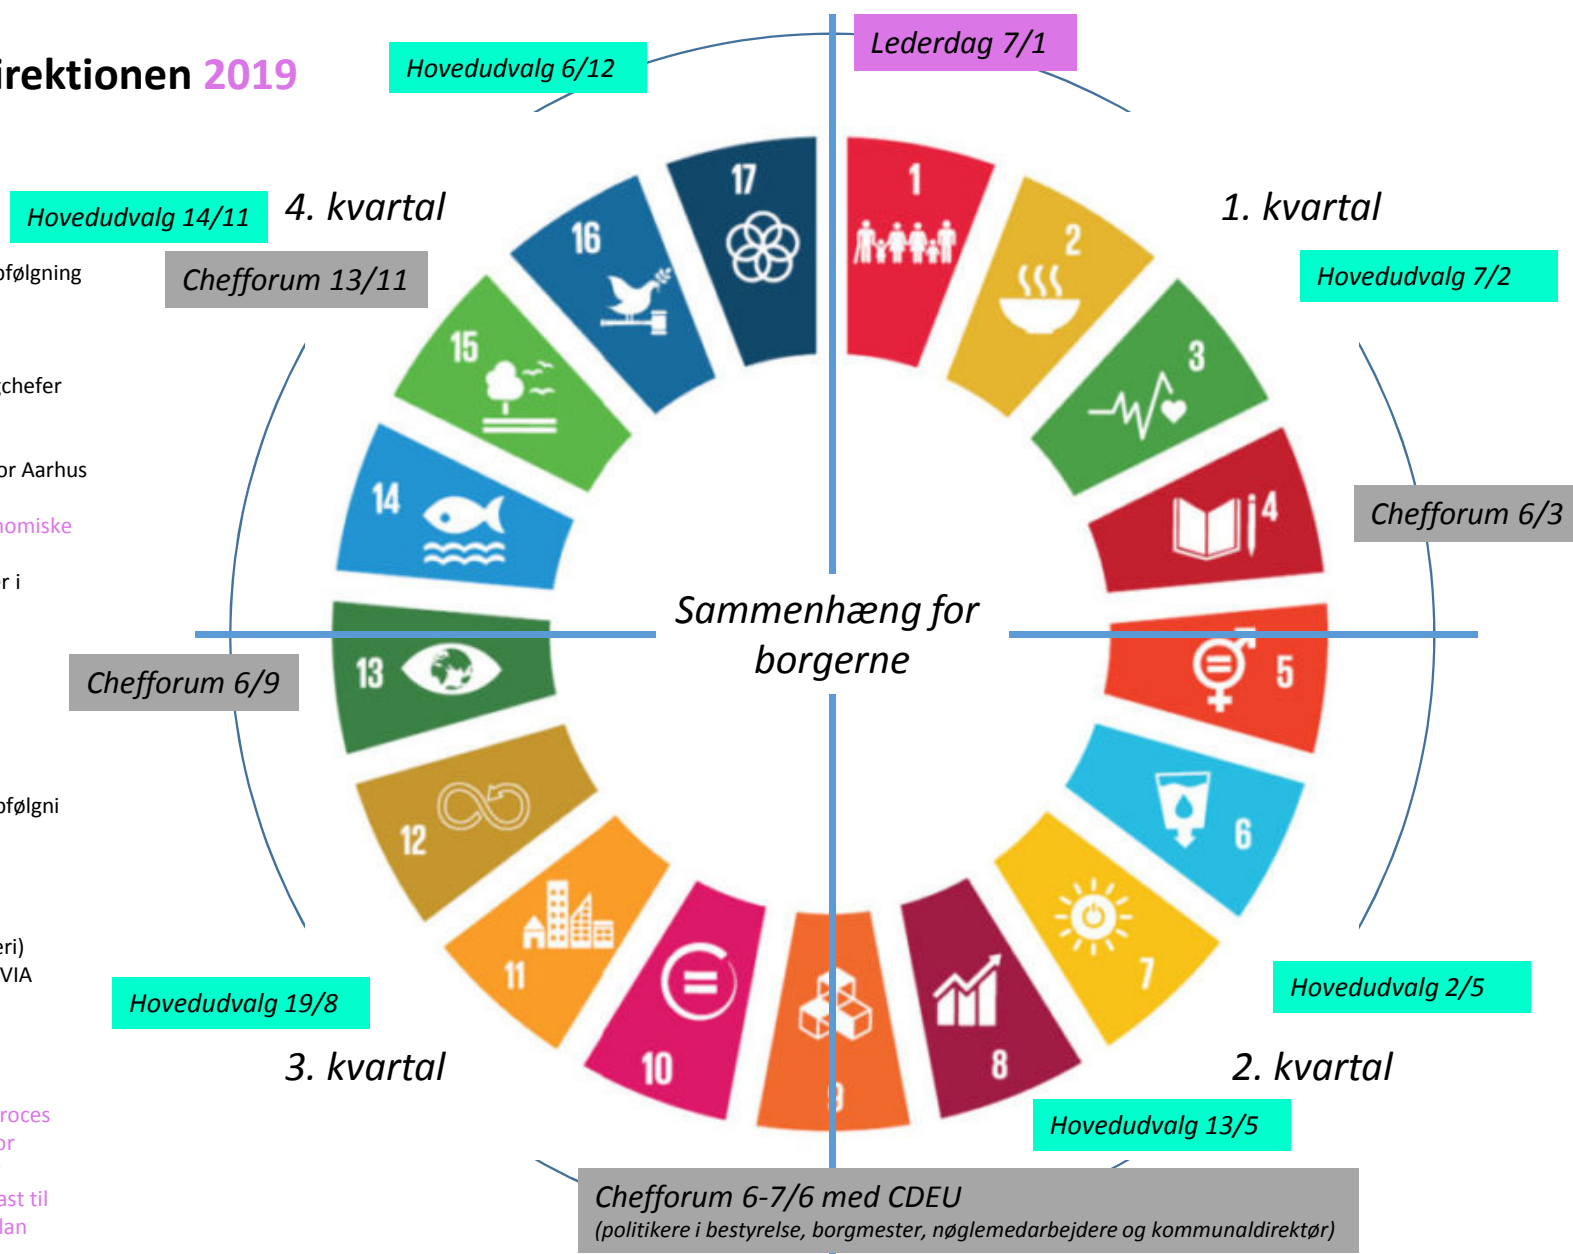 irektionen 2019
Hovedudvalg 6/12
Lederdag 7/1
Hovedudvalg 14/11
4. kvartal
1. kvartal
Chefforum 13/11
Hovedudvalg 7/2
pfølgning
gchefer
or Aarhus
nomiske
r i
Chefforum 6/3
Sammenhæng for
borgerne
Chefforum 6/9
pfølgni
eri)
VIA
Hovedudvalg 19/8
Hovedudvalg 2/5
3. kvartal
2. kvartal
roces
or
ast til
lan
Hovedudvalg 13/5
Chefforum 6-7/6 med CDEU
(politikere i bestyrelse, borgmester, nøglemedarbejdere og kommunaldirektør)
1
2
3
4
5
6
7
8
9
10
11
12
13
14
15
16
17